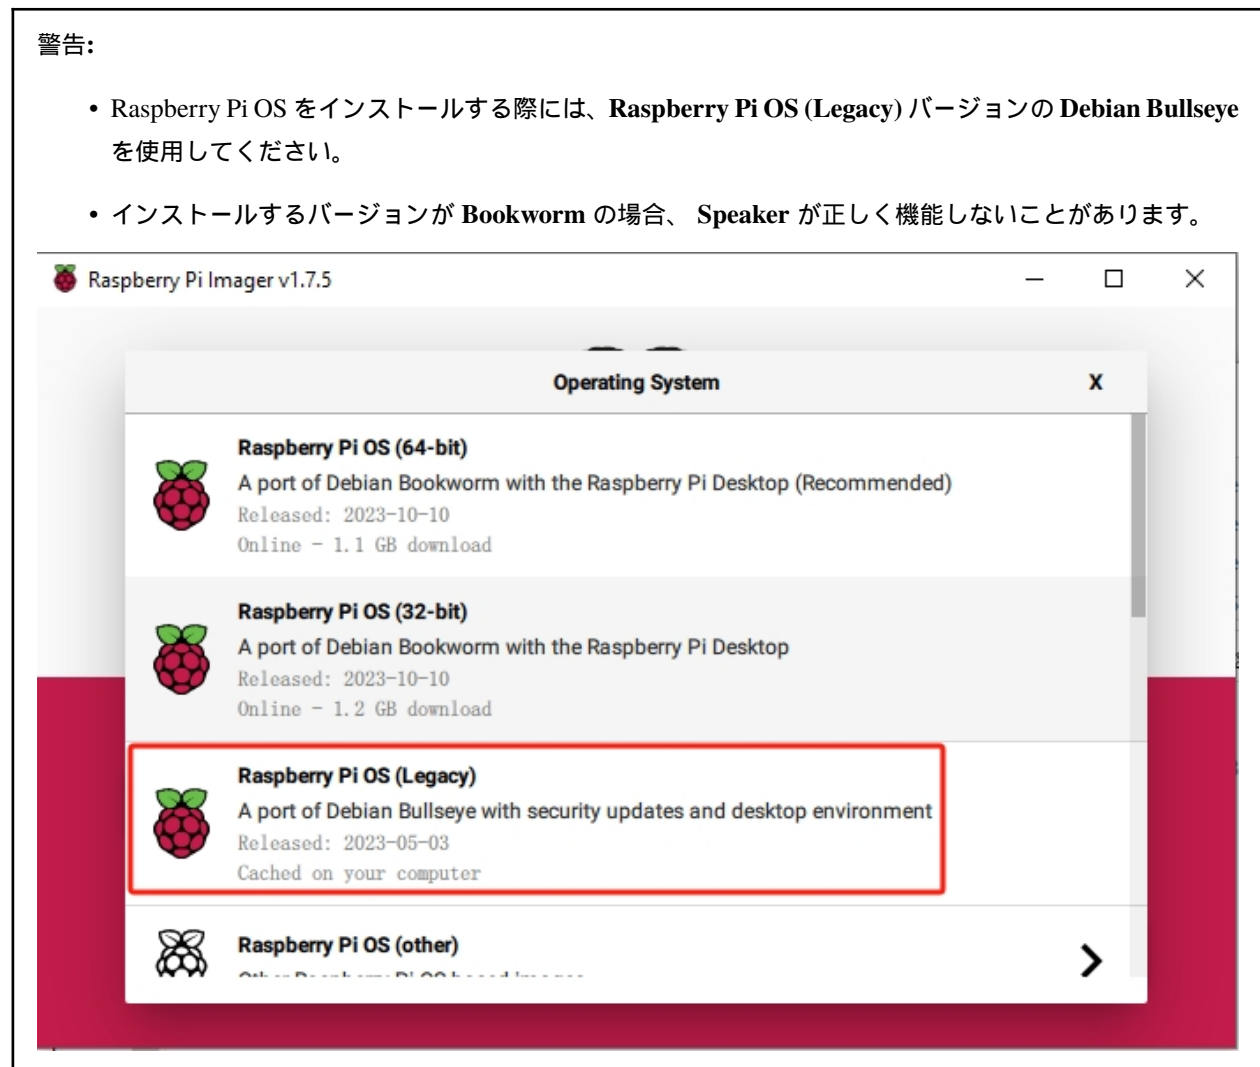 警告:
• Raspberry Pi OS をインストールする際には、Raspberry Pi OS (Legacy) バージョンの Debian Bullseye
を使用してください。
• インストールするバージョンが Bookworm の場合、 Speaker が正しく機能しないことがあります。
Raspberry Pi Imager v1.7.5
Operating System X
Raspberry Pi OS (64-bit)
A port of Debian Bookworm with the Raspberry Pi Desktop (Recommended)
Released: 2023-10-10
Online - 1.1 GB download
Raspberry Pi OS (32-bit)
A port of Debian Bookworm with the Raspberry Pi Desktop
Released: 2023-10-10
Online - 1.2 GB download
Raspberry Pi OS (Legacy)
A port of Debian Bullseye with security updates and desktop environment
Released: 2023-05-03
Cached on your computer
Raspberry Pi OS (other)
Other Raspberry Pi OS based images